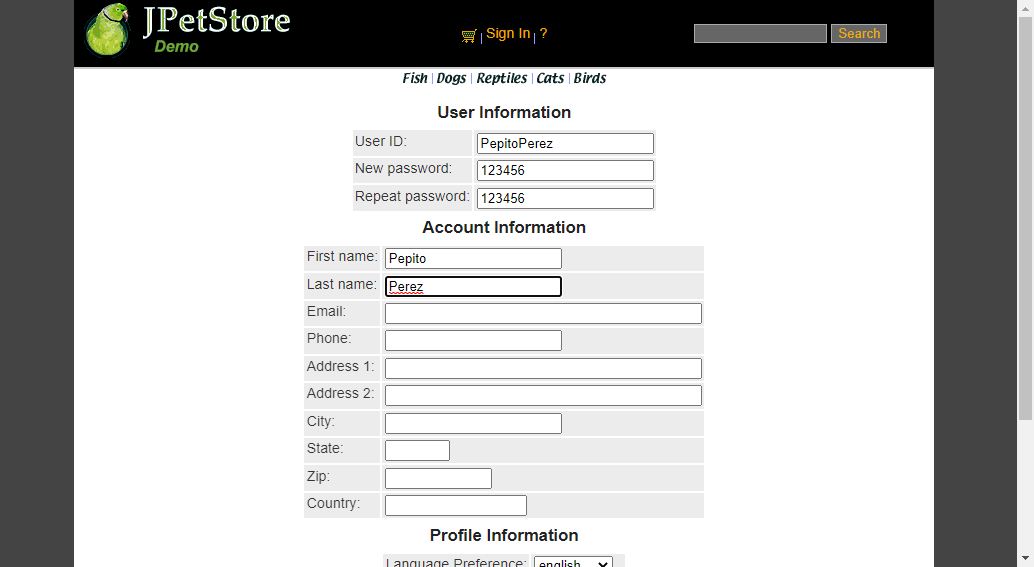 JPetStore
Demo
Sign In ?
Search
Fish Dogs Reptiles Cats Birds
User Information
User ID: PepitoPerez
New password: 123456
Repeat password: 123456
Account Information
First name: Pepito
Last name: Perez
Email:
Phone:
Address 1:
Address 2:
City:
State:
Zip:
Country:
Profile Information
Language Preference: english